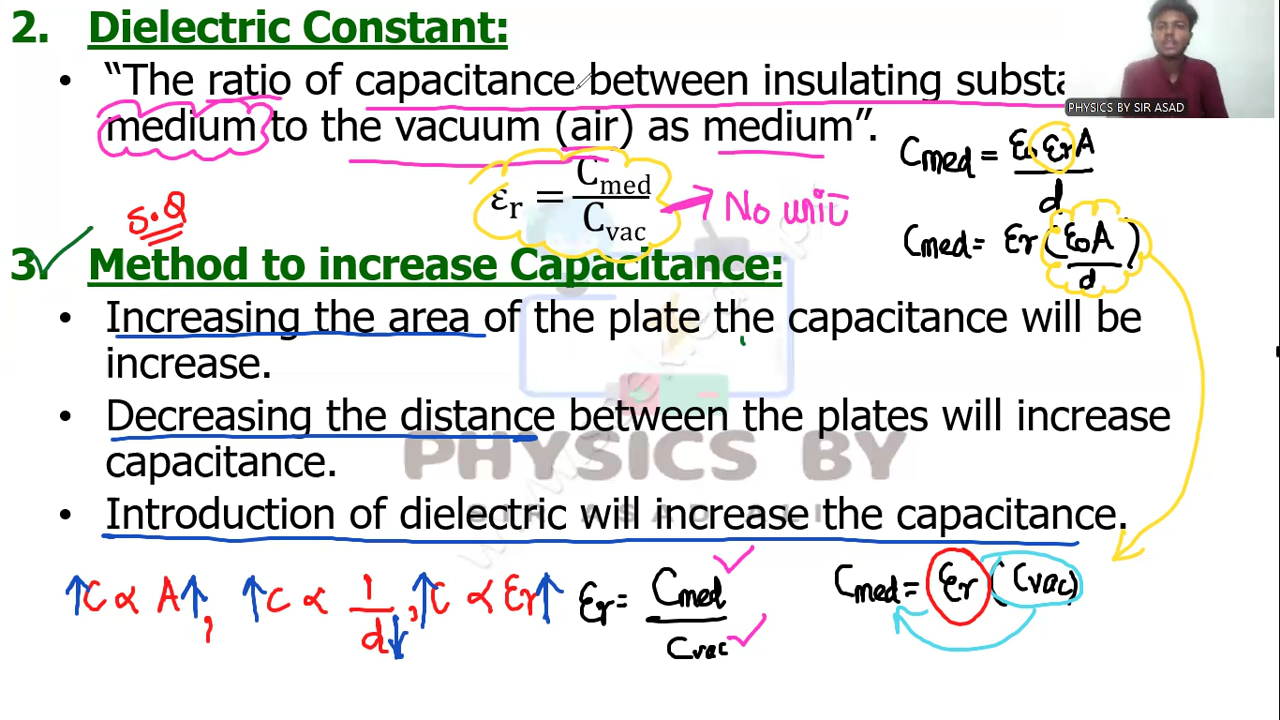 2. Dielectric Constant:
• “The ratio of capacitance between insulating substa
PHYSICS BY SIR ASAD
medium to the vacuum (air) as medium”.
Cmed = ε₀ εr A / d
εr = Cmed / Cvac → No unit
S.Q
Cmed = εr (ε₀A / d)
3. Method to increase Capacitance:
• Increasing the area of the plate the capacitance will be
increase.
• Decreasing the distance between the plates will increase
capacitance.
PHYSICS BY
• Introduction of dielectric will increase the capacitance.
↑C ∝ A↑, ↑C ∝ 1/d↓, ↑C ∝ εr↑ εr = Cmed / Cvac Cmed = εr (Cvac)